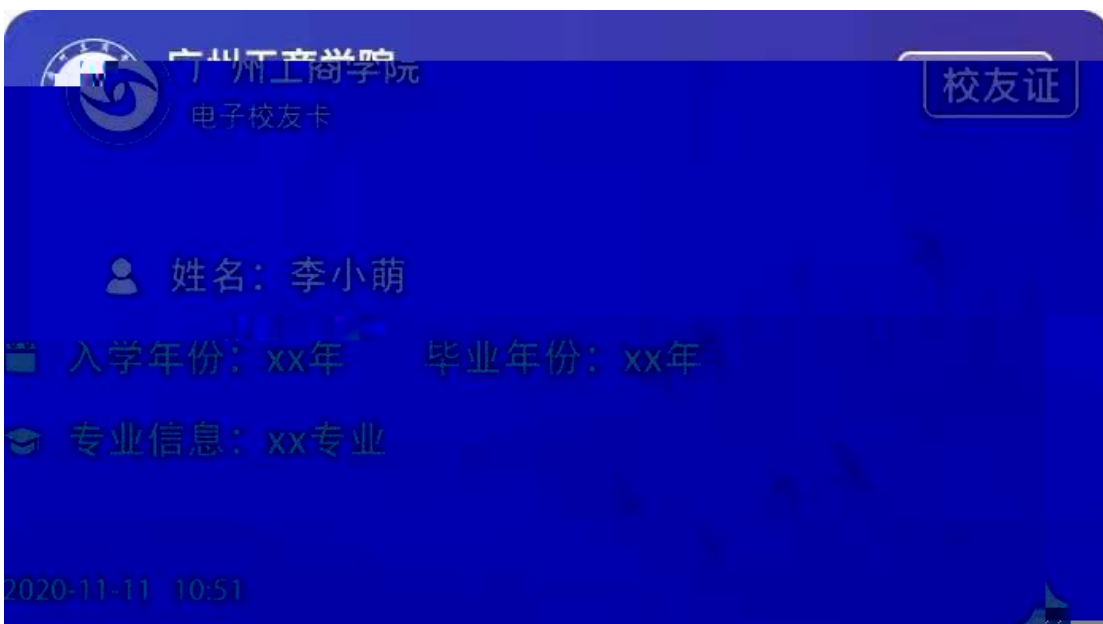 广州工商学院
校友证
电子校友卡
姓名：李小萌
入学年份：xx年 毕业年份：xx年
专业信息：xx专业
2020-11-11 10:51